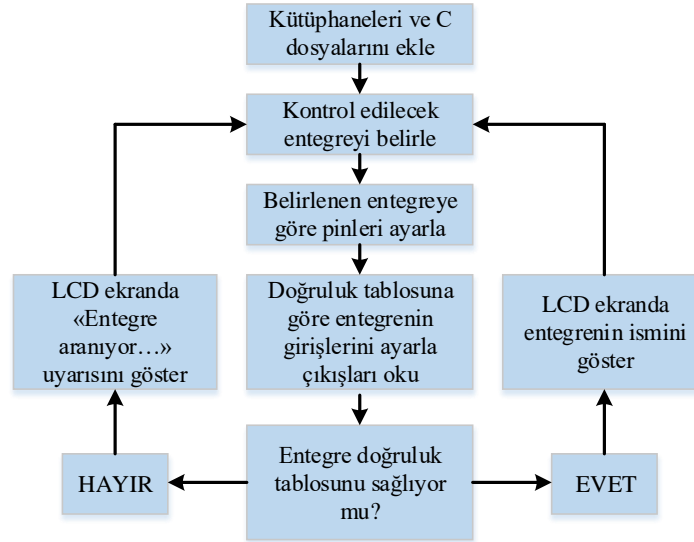 Kütüphaneleri ve C
dosyalarını ekle
Kontrol edilecek
entegreyi belirle
Belirlenen entegreye
göre pinleri ayarla
LCD ekranda
«Entegre
aranıyor…»
uyarısını göster
Doğruluk tablosuna
göre entegrenin
girişlerini ayarla
çıkışları oku
LCD ekranda
entegrenin ismini
göster
HAYIR
Entegre doğruluk
tablosunu sağlıyor
mu?
EVET